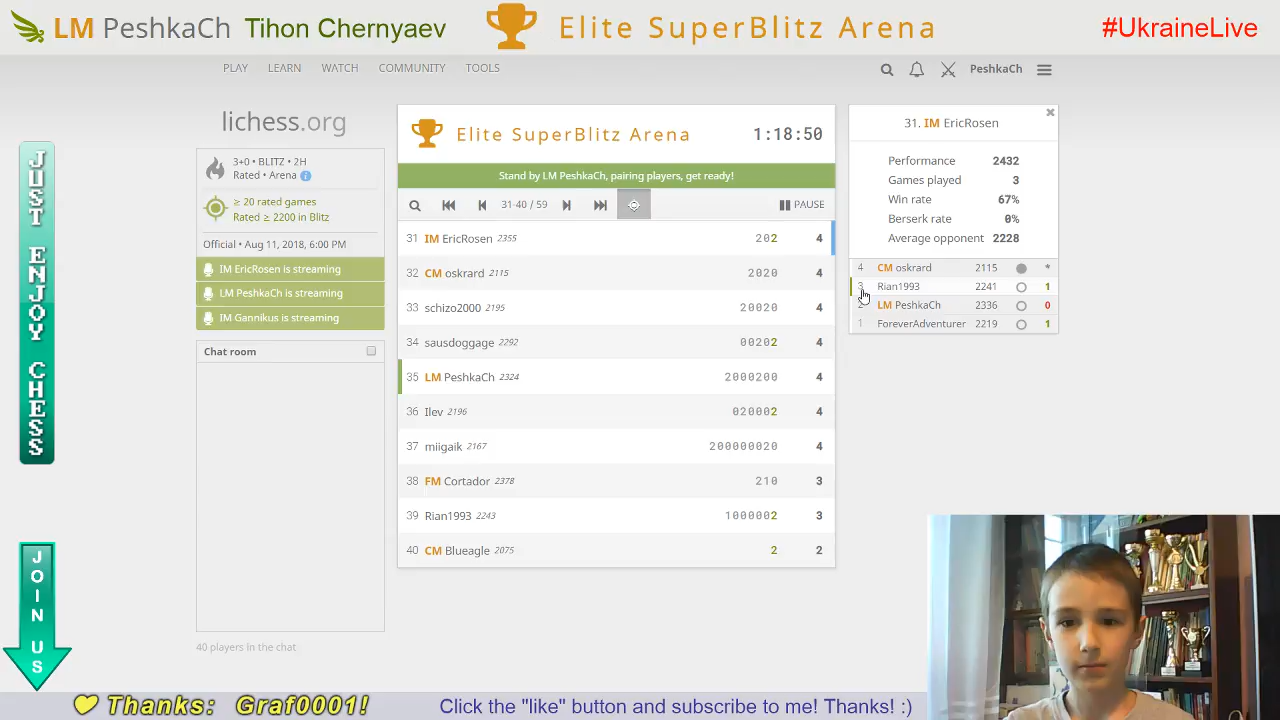 LM PeshkaCh Tihon Chernyaev
Elite SuperBlitz Arena
#UkraineLive
PLAY LEARN WATCH COMMUNITY TOOLS
PeshkaCh
JUST ENJOY CHESS
JOIN US
lichess.org
3+0 • BLITZ • 2H
Rated • Arena
≥ 20 rated games
Rated ≥ 2200 in Blitz
Official • Aug 11, 2018, 6:00 PM
IM EricRosen is streaming
LM PeshkaCh is streaming
IM Gannikus is streaming
Chat room
40 players in the chat
Elite SuperBlitz Arena 1:18:50
Stand by LM PeshkaCh, pairing players, get ready!
31-40 / 59 PAUSE
31 IM EricRosen 2355 202 4
32 CM oskrard 2115 2020 4
33 schizo2000 2195 20020 4
34 sausdoggage 2292 00202 4
35 LM PeshkaCh 2324 2000200 4
36 Ilev 2196 020002 4
37 miigaik 2167 200000020 4
38 FM Cortador 2378 210 3
39 Rian1993 2243 1000002 3
40 CM Blueagle 2075 2 2
31. IM EricRosen
Performance 2432
Games played 3
Win rate 67%
Berserk rate 0%
Average opponent 2228
4 CM oskrard 2115 *
3 Rian1993 2241 1
2 LM PeshkaCh 2336 0
1 ForeverAdventurer 2219 1
Thanks: Graf0001!
Click the "like" button and subscribe to me! Thanks! :)